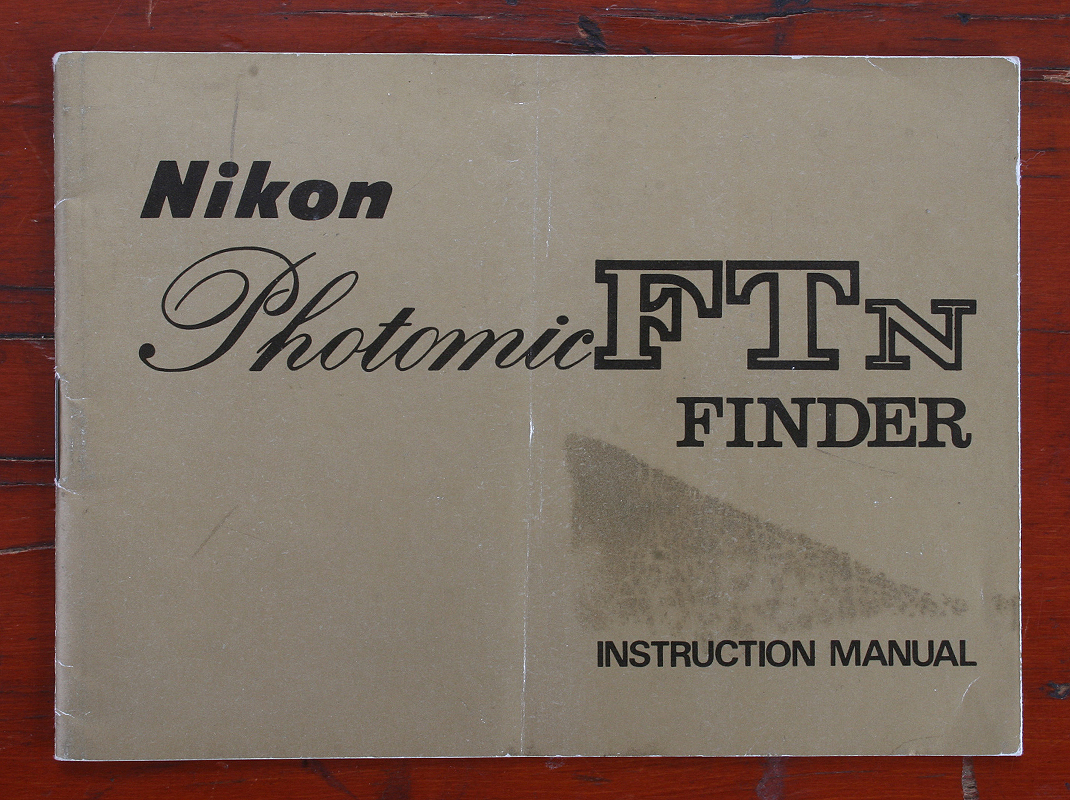 Nikon
Photomic FTN
FINDER
INSTRUCTION MANUAL